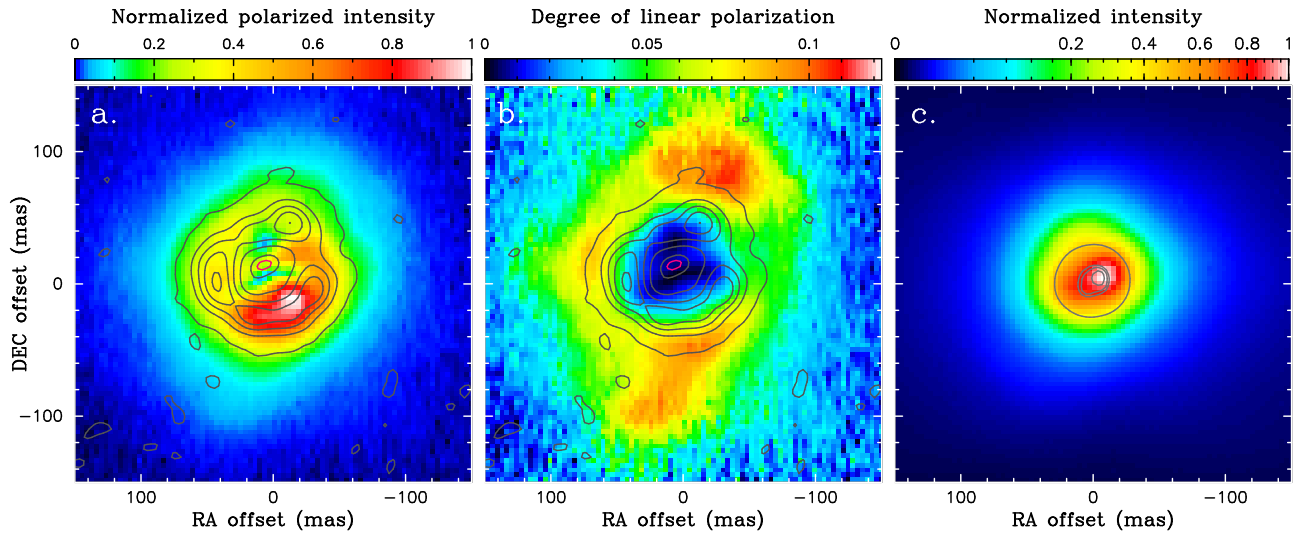 Normalized polarized intensity
0 0.2 0.4 0.6 0.8 1
a.
100
0
−100
DEC offset (mas)
100 0 −100
RA offset (mas)
Degree of linear polarization
0 0.05 0.1
b.
100 0 −100
RA offset (mas)
Normalized intensity
0 0.2 0.4 0.6 0.8 1
c.
100 0 −100
RA offset (mas)